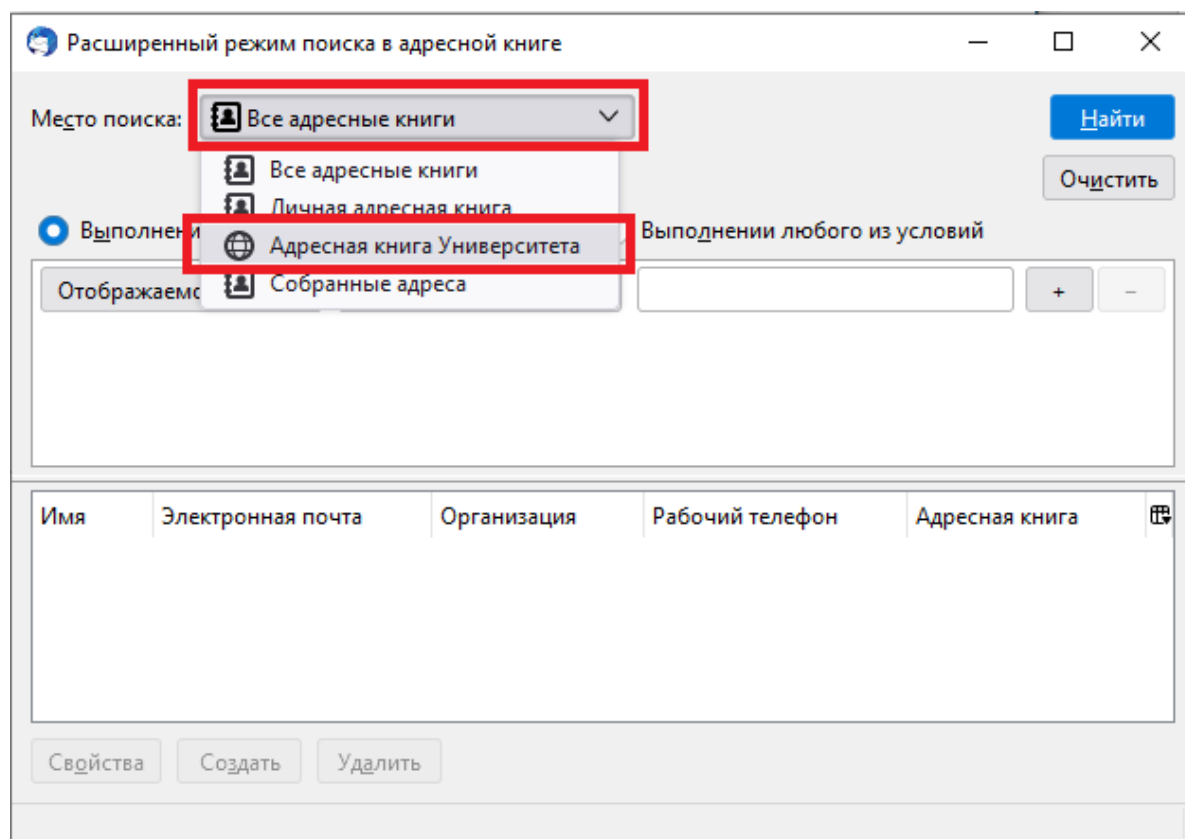 Расширенный режим поиска в адресной книге
Место поиска: Все адресные книги
Найти
Все адресные книги
Очистить
Личная адресная книга
Выполнени
Адресная книга Университета
Выполнении любого из условий
Отображаемо
Собранные адреса
+ −
Имя Электронная почта Организация Рабочий телефон Адресная книга
Свойства Создать Удалить